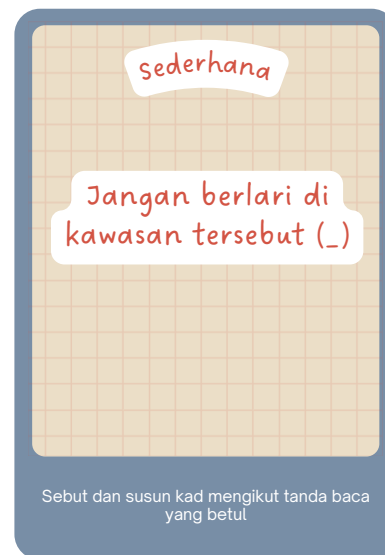 sederhana
Jangan berlari di
kawasan tersebut (_)
Sebut dan susun kad mengikut tanda baca
yang betul